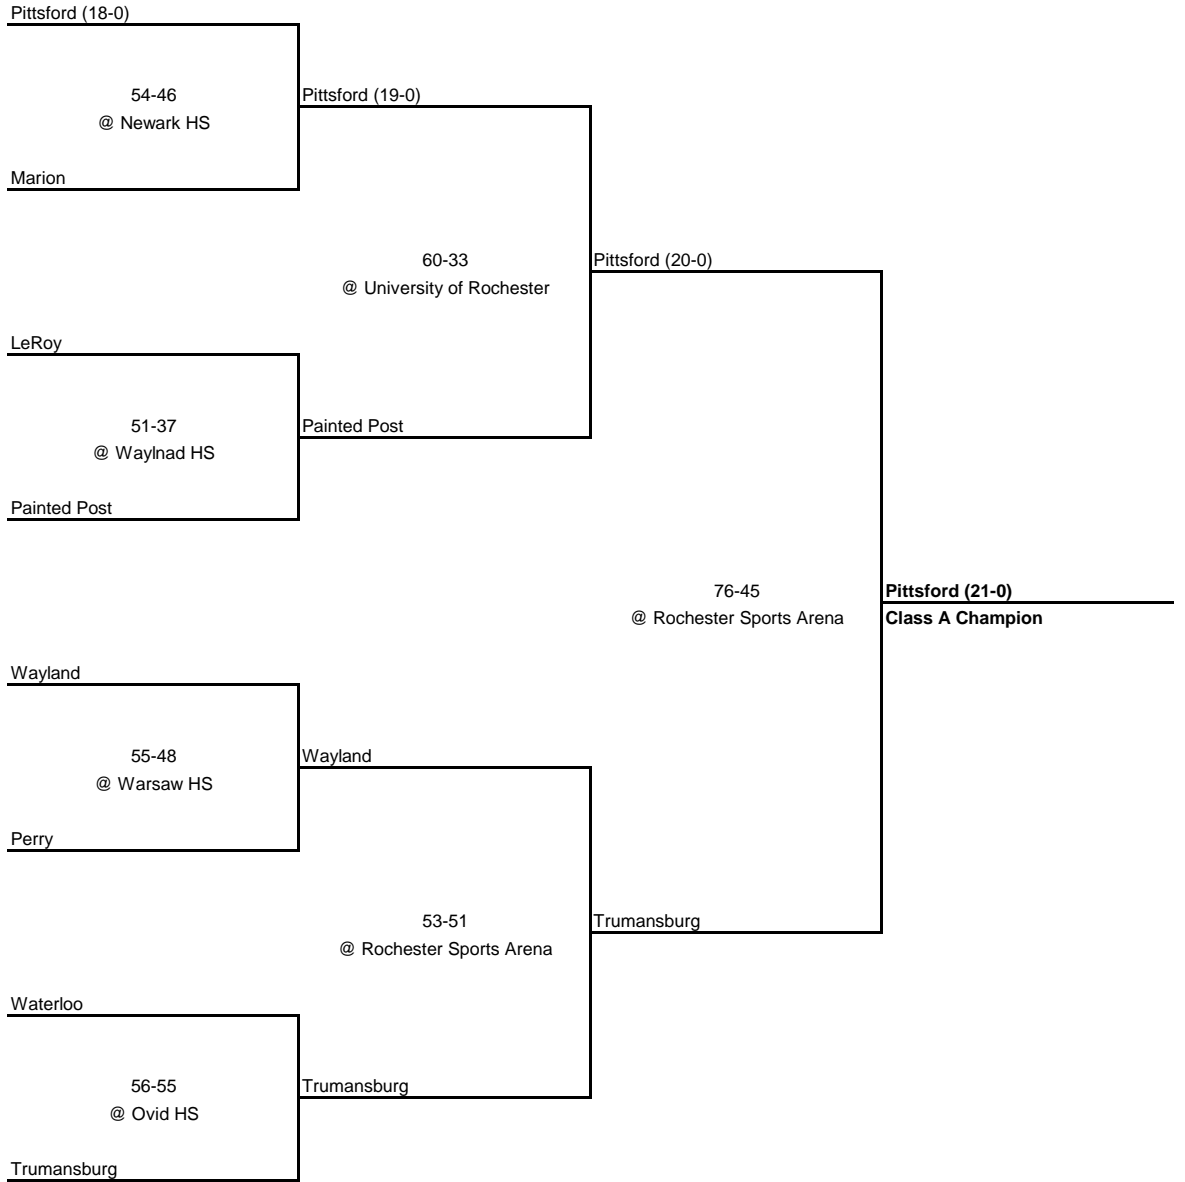 Pittsford (18-0)
54-46
@ Newark HS
Pittsford (19-0)
Marion
60-33
@ University of Rochester
Pittsford (20-0)
LeRoy
51-37
@ Waylnad HS
Painted Post
Painted Post
76-45
@ Rochester Sports Arena
Pittsford (21-0)
Class A Champion
Wayland
55-48
@ Warsaw HS
Wayland
Perry
53-51
@ Rochester Sports Arena
Trumansburg
Waterloo
56-55
@ Ovid HS
Trumansburg
Trumansburg